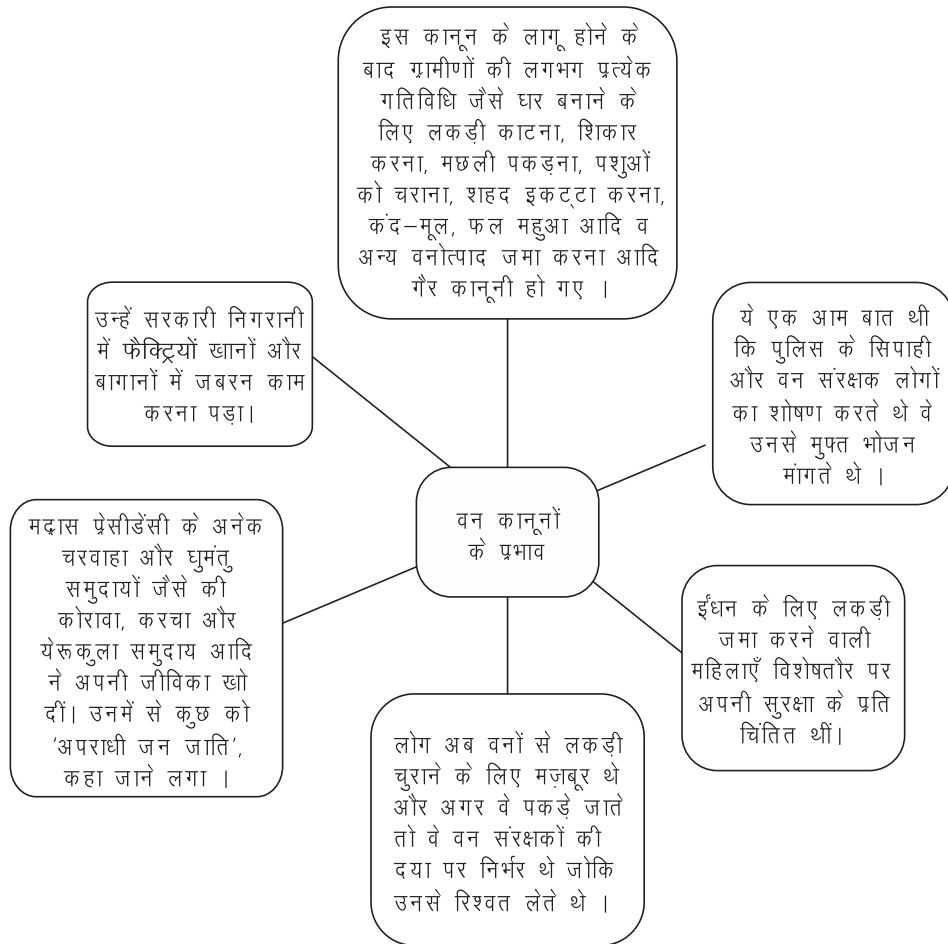 इस कानून के लागू होने के
बाद ग्रामीणों की लगभग प्रत्येक
गतिविधि जैसे घर बनाने के
लिए लकड़ी काटना, शिकार
करना, मछली पकड़ना, पशुओं
को चराना, शहद इकट्टा करना,
कंद–मूल, फल महुआ आदि व
अन्य वनोत्पाद जमा करना आदि
गैर कानूनी हो गए ।
उन्हें सरकारी निगरानी
में फैक्ट्रियों खानों और
बागानों में जबरन काम
करना पड़ा।
ये एक आम बात थी
कि पुलिस के सिपाही
और वन संरक्षक लोगों
का शोषण करते थे वे
उनसे मुफ्त भोजन
मांगते थे ।
वन कानूनों
के प्रभाव
मद्रास प्रेसीडेंसी के अनेक
चरवाहा और घुमंतु
समुदायों जैसे की
कोरावा, करचा और
येरूकुला समुदाय आदि
ने अपनी जीविका खो
दीं। उनमें से कुछ को
'अपराधी जन जाति',
कहा जाने लगा ।
ईंधन के लिए लकड़ी
जमा करने वाली
महिलाएँ विशेषतौर पर
अपनी सुरक्षा के प्रति
चिंतित थीं।
लोग अब वनों से लकड़ी
चुराने के लिए मज़बूर थे
और अगर वे पकड़े जाते
तो वे वन संरक्षकों की
दया पर निर्भर थे जोकि
उनसे रिश्वत लेते थे ।